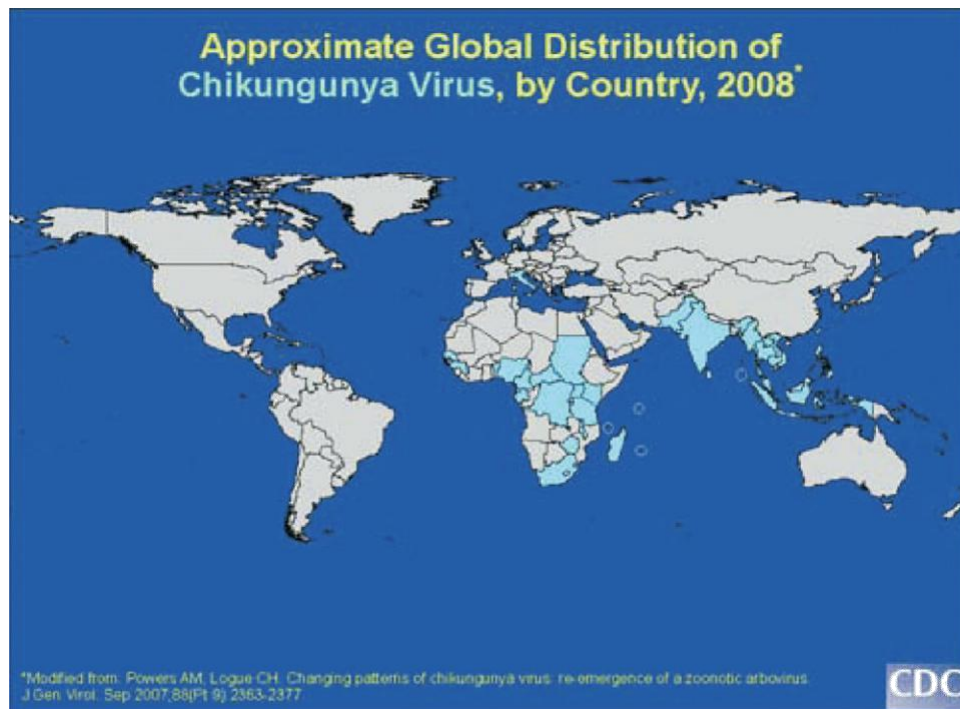 Approximate Global Distribution of
Chikungunya Virus, by Country, 2008*
*Modified from: Powers AM, Logue CH. Changing patterns of chikungunya virus: re-emergence of a zoonotic arbovirus.
J Gen. Virol. Sep 2007;88(Pt 9):2363-2377.
CDC